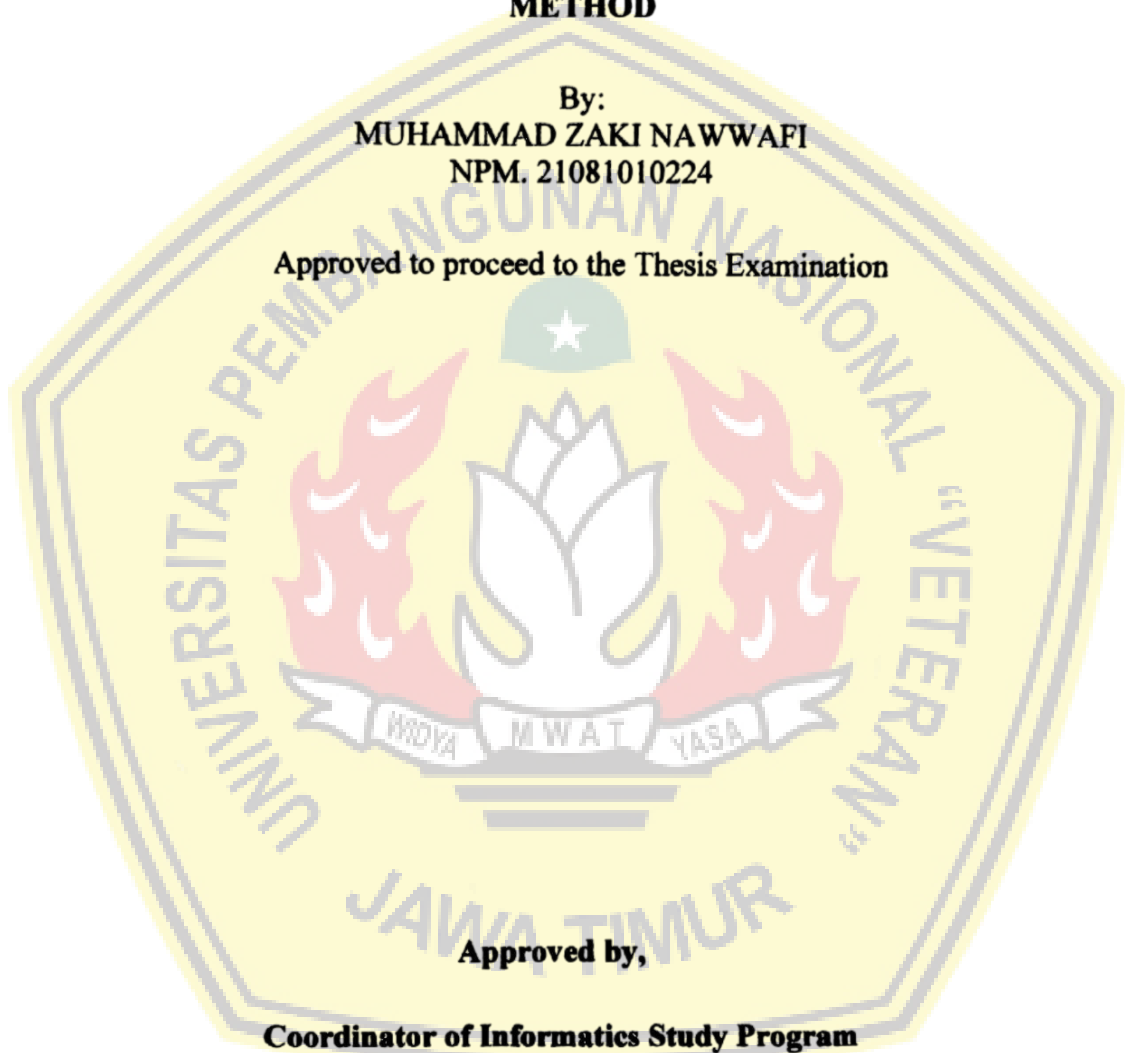 METHOD
By:
MUHAMMAD ZAKI NAWWAFI
NPM. 21081010224
Approved to proceed to the Thesis Examination
UNIVERSITAS PEMBANGUNAN NASIONAL “VETERAN”
WIDYA MWAT YASA
JAWA TIMUR
Approved by,
Coordinator of Informatics Study Program